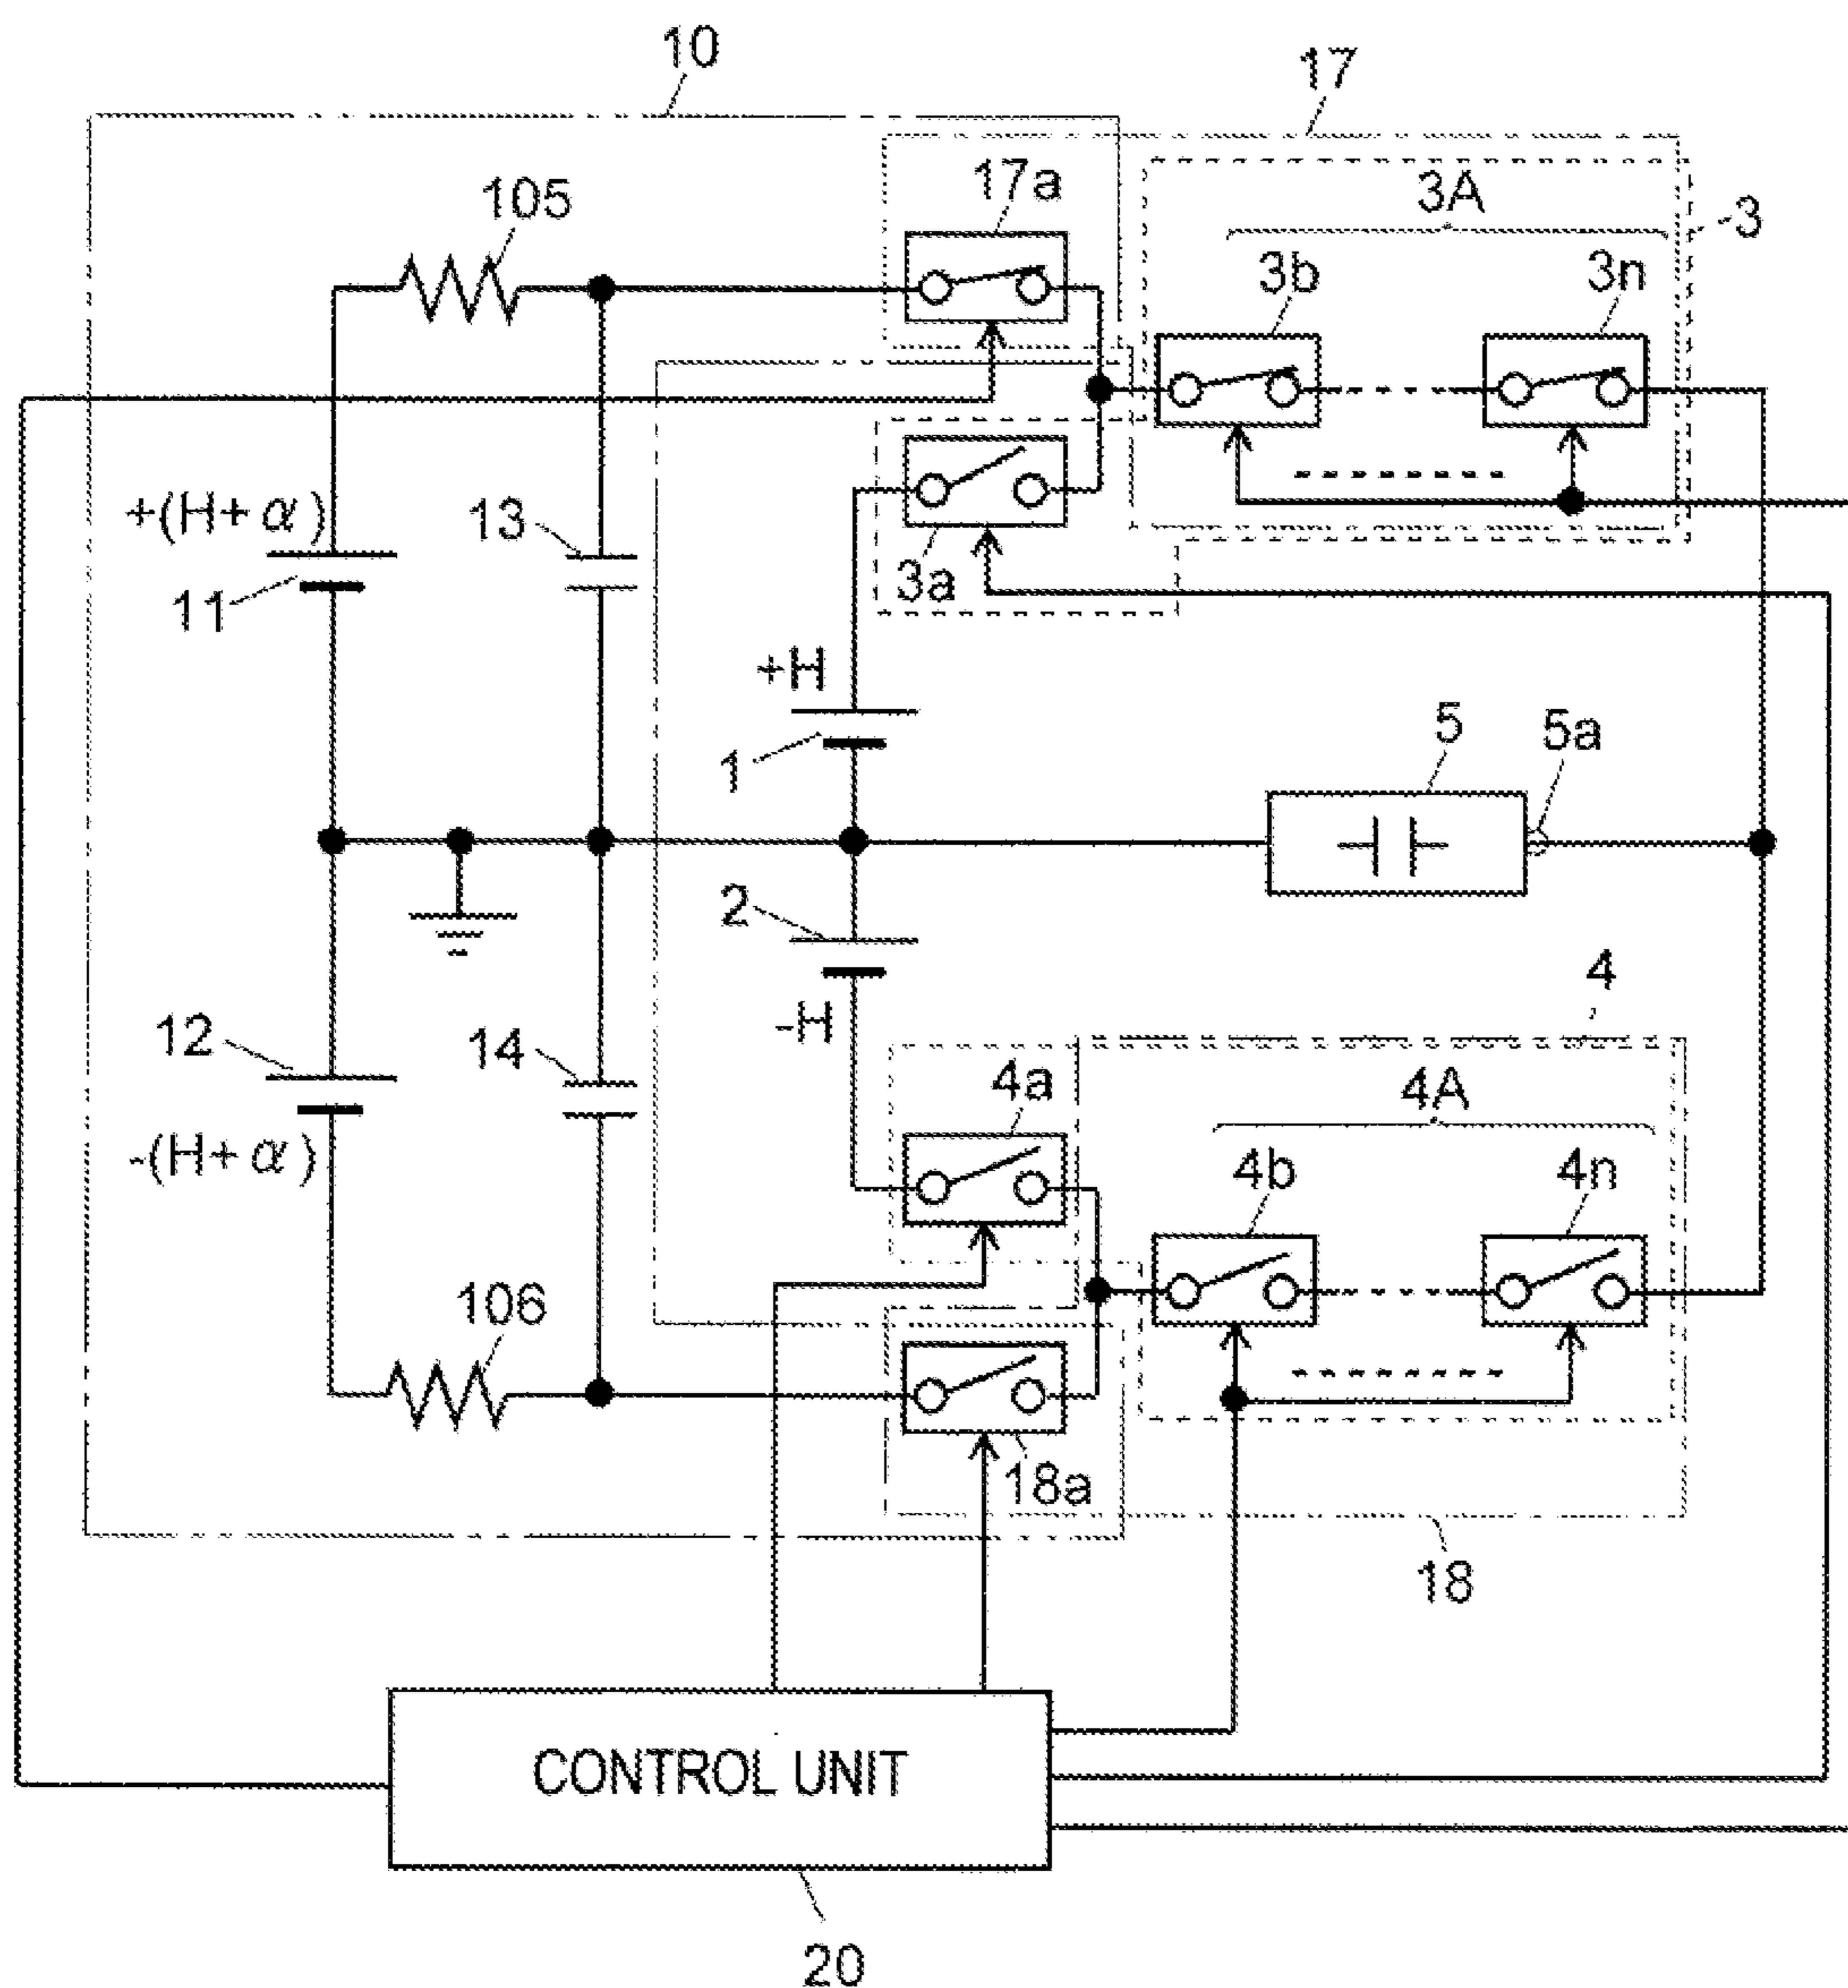 10
17
105
17a
3A
3
3b
3n
+(H+α)
13
11
3a
+H
1
5
5a
2
-H
4
12
14
4a
4A
-(H+α)
4b
4n
106
18a
18
CONTROL UNIT
20